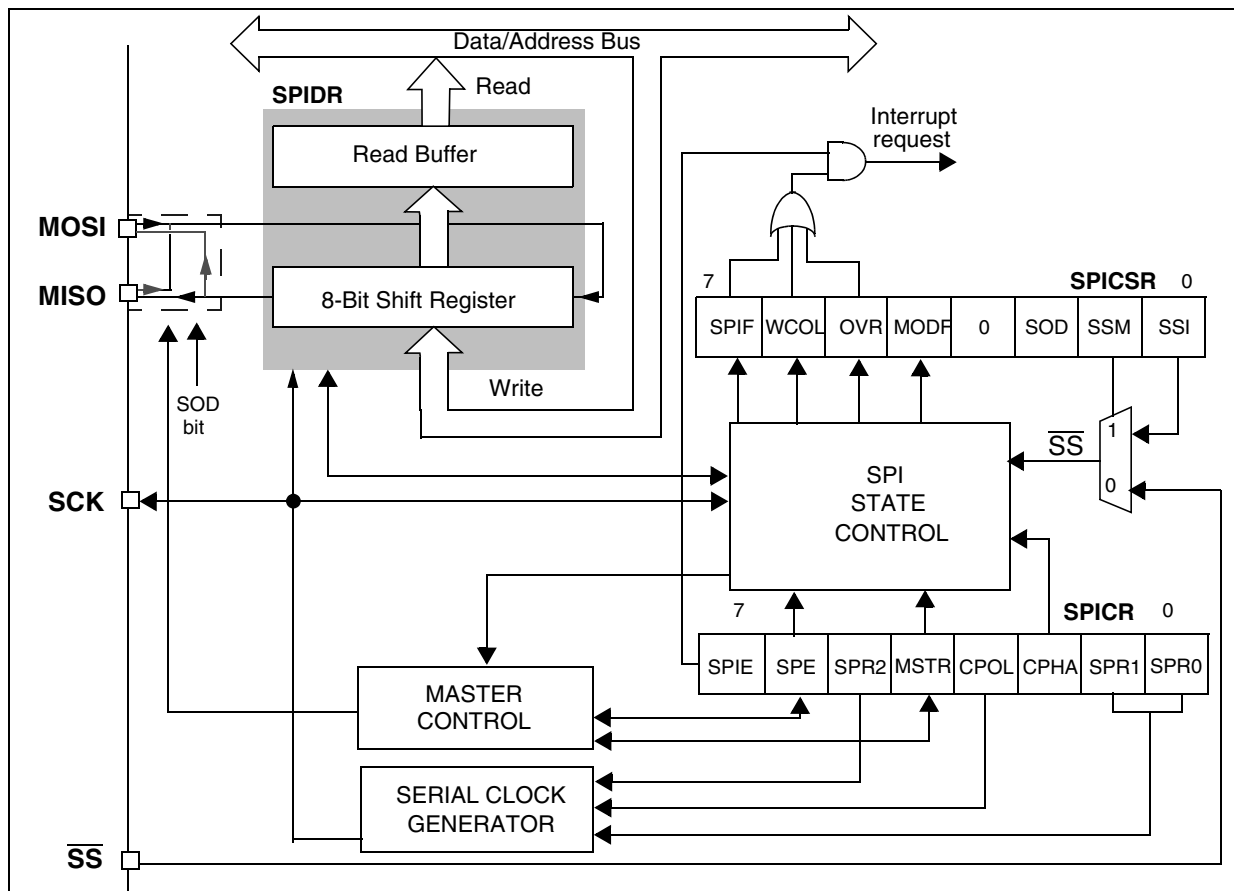 Data/Address Bus
SPIDR
Read
Read Buffer
Interrupt
request
MOSI
MISO
8-Bit Shift Register
7
SPICSR
0
SPIF
WCOL
OVR
MODF
0
SOD
SSM
SSI
Write
SOD
bit
1
SS
0
SCK
SPI
STATE
CONTROL
7
SPICR
0
SPIE
SPE
SPR2
MSTR
CPOL
CPHA
SPR1
SPR0
MASTER
CONTROL
SERIAL CLOCK
GENERATOR
SS